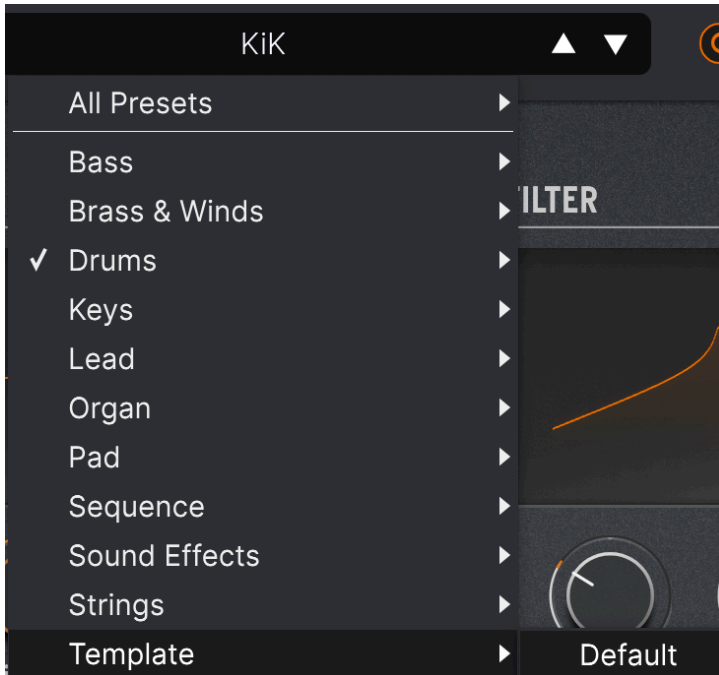 KiK
All Presets
Bass
Brass & Winds
ILTER
Drums
Keys
Lead
Organ
Pad
Sequence
Sound Effects
Strings
Template
Default